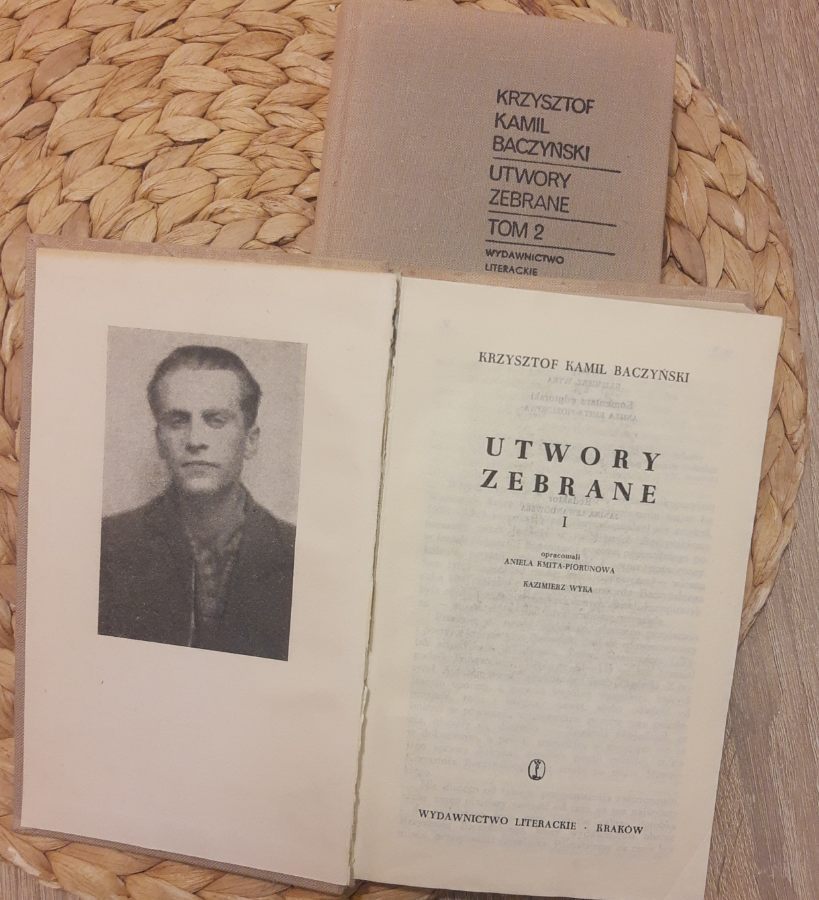 KRZYSZTOF
KAMIL
BACZYŃSKI
UTWORY
ZEBRANE
TOM 2
WYDAWNICTWO
LITERACKIE
KRZYSZTOF KAMIL BACZYŃSKI
UTWORY
ZEBRANE
I
opracowali
ANIELA KMITA-PIORUNOWA
KAZIMIERZ WYKA
WYDAWNICTWO LITERACKIE · KRAKÓW